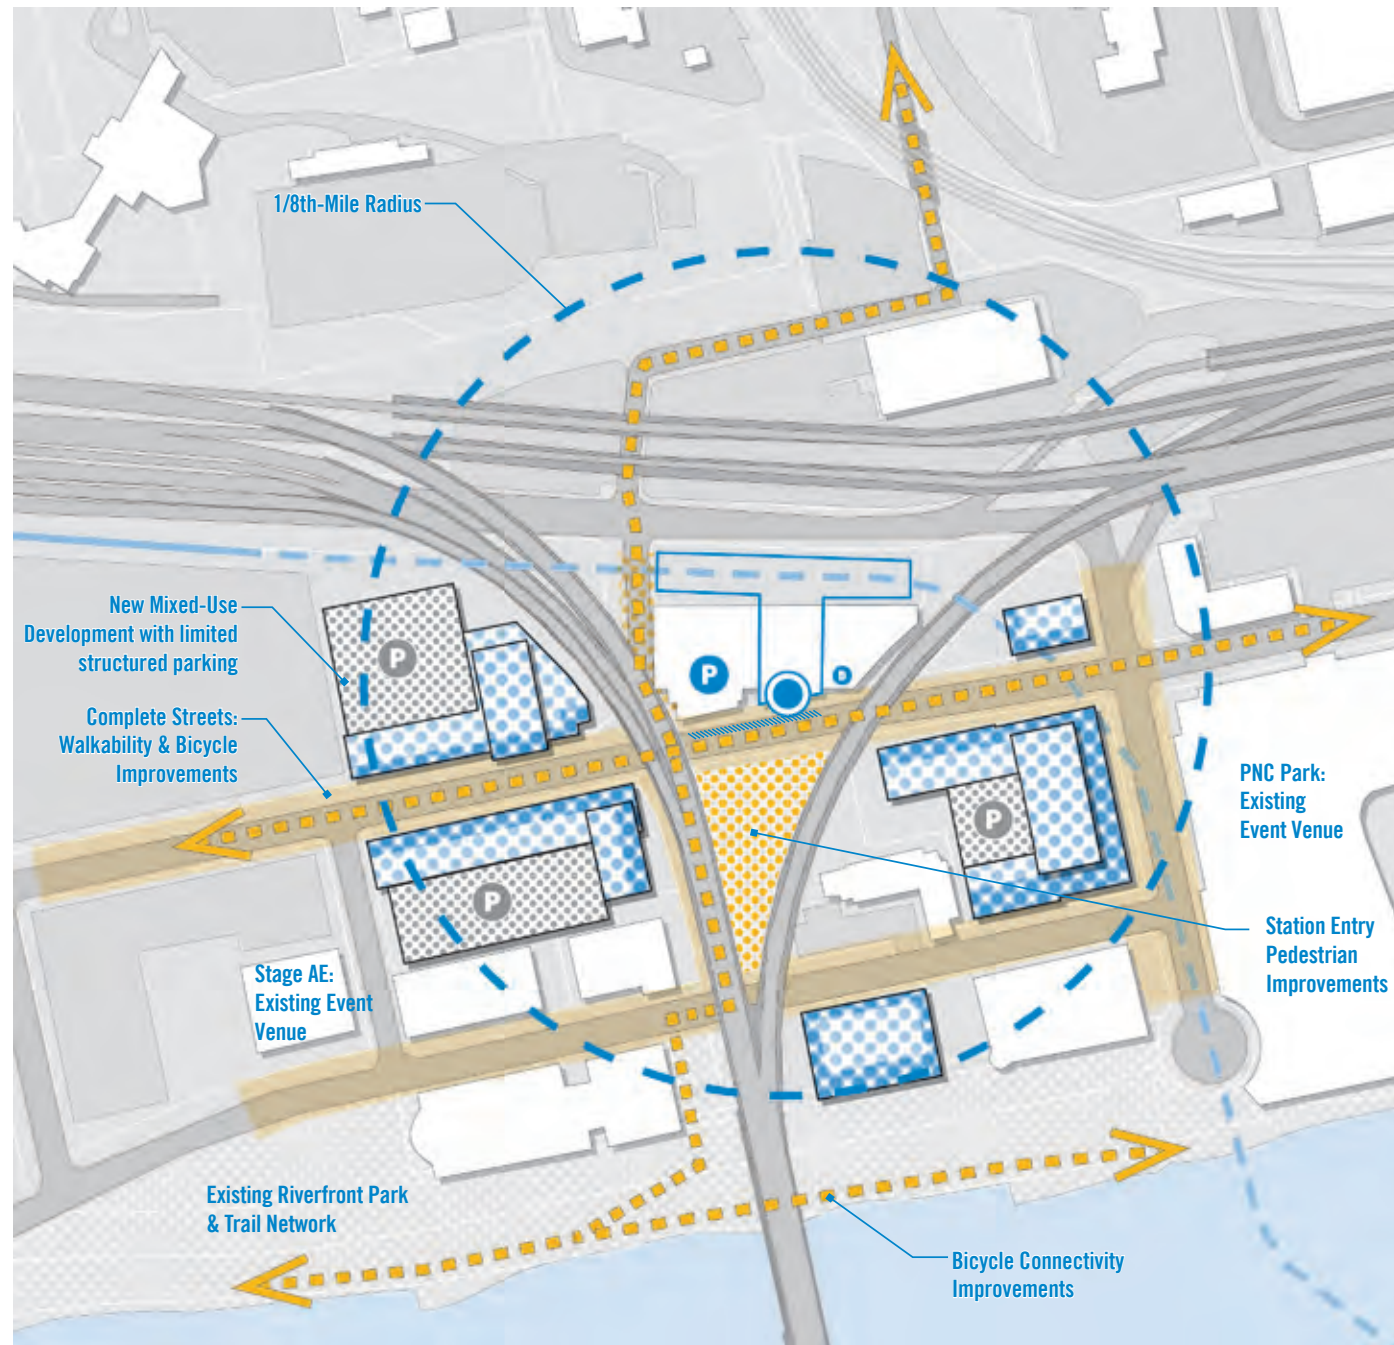 1/8th-Mile Radius
New Mixed-Use
Development with limited
structured parking
P
P
D
Complete Streets:
Walkability & Bicycle
Improvements
PNC Park:
Existing
Event Venue
P
P
Station Entry
Pedestrian
Improvements
Stage AE:
Existing Event
Venue
Existing Riverfront Park
& Trail Network
Bicycle Connectivity
Improvements